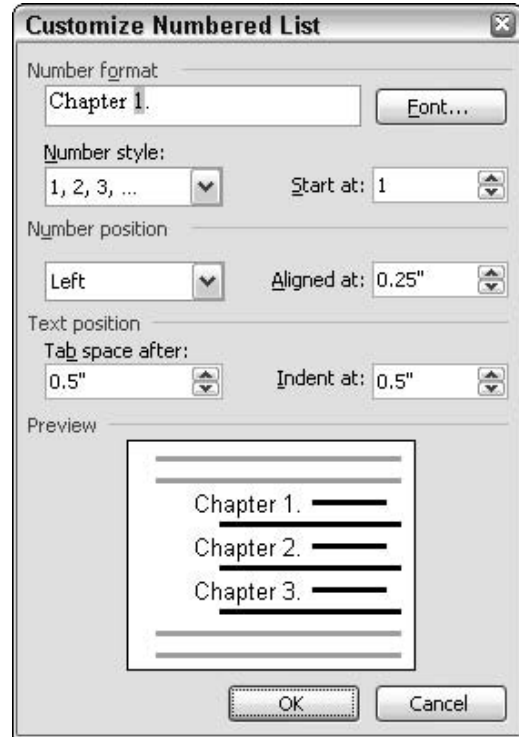 Customize Numbered List
Number format
Chapter 1.
Font...
Number style:
1, 2, 3, ...
Start at: 1
Number position
Left
Aligned at: 0.25"
Text position
Tab space after:
0.5"
Indent at: 0.5"
Preview
Chapter 1.
Chapter 2.
Chapter 3.
OK
Cancel